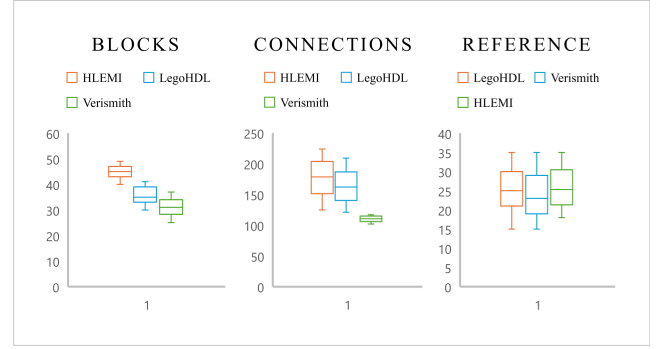 BLOCKS
HLEMI LegoHDL
Verismith
60
50
40
30
20
10
0
1
CONNECTIONS
HLEMI LegoHDL
Verismith
250
200
150
100
50
0
1
REFERENCE
LegoHDL Verismith
HLEMI
40
35
30
25
20
15
10
5
0
1